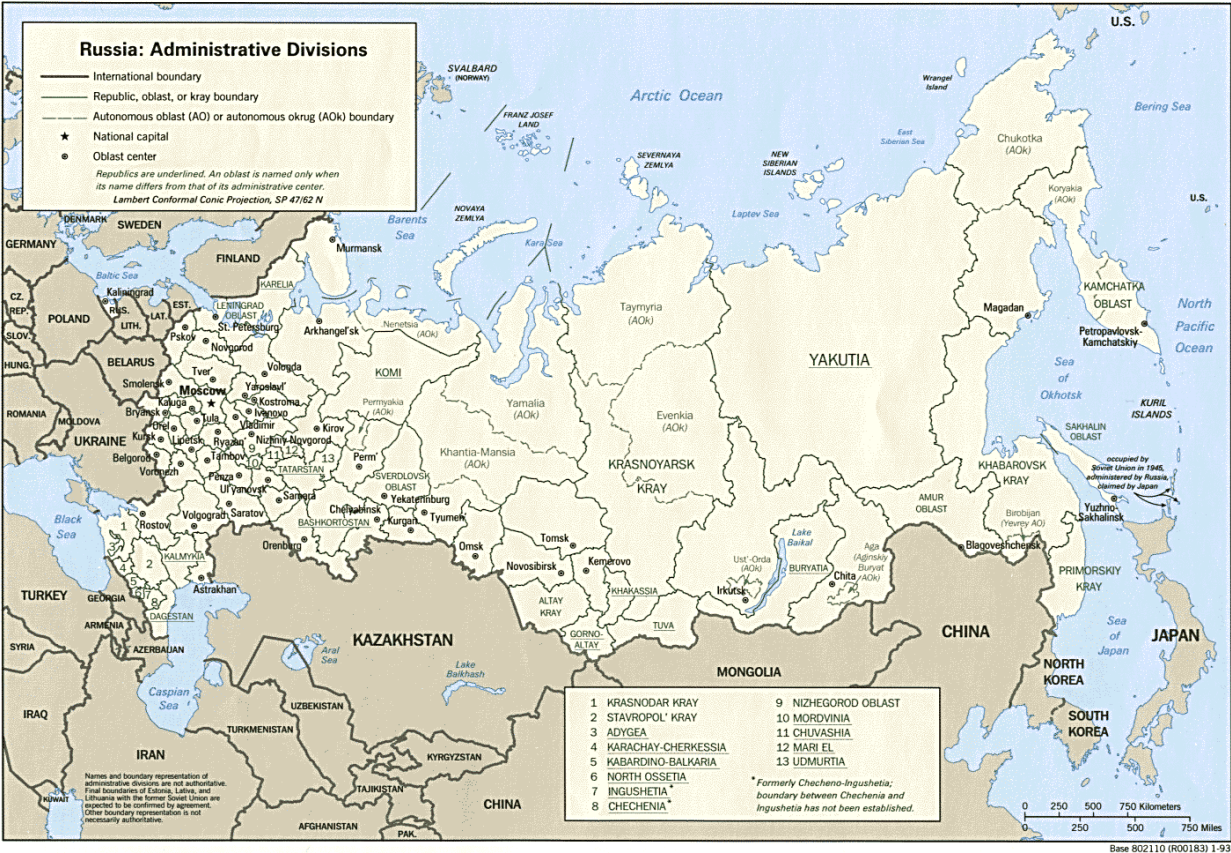 Russia: Administrative Divisions
International boundary
Republic, oblast, or kray boundary
Autonomous oblast (AO) or autonomous okrug (AOk) boundary
National capital
Oblast center
Republics are underlined. An oblast is named only when
its name differs from that of its administrative center.
Lambert Conformal Conic Projection, SP 47/62 N
U.S.
SVALBARD
(NORWAY)
Arctic Ocean
Wrangel
Island
Bering Sea
FRANZ JOSEF
LAND
East
Siberian Sea
Chukotka
(AOk)
SEVERNAYA
ZEMLYA
NEW
SIBERIAN
ISLANDS
Koryakia
(AOk)
U.S.
Barents
Sea
NOVAYA
ZEMLYA
Laptev Sea
Kara Sea
DENMARK
SWEDEN
GERMANY
FINLAND
Murmansk
Baltic Sea
KARELIA
KAMCHATKA
OBLAST
Kaliningrad
RUS.
EST.
LAT.
LITH.
LENINGRAD
OBLAST
St. Petersburg
Arkhangel'sk
Nenetsia
(AOk)
Taymyria
(AOk)
Magadan
Petropavlovsk-
Kamchatskiy
North
Pacific
Ocean
CZ.
REP.
POLAND
SLOV.
HUNG.
Pskov
Novgorod
BELARUS
Tver'
Vologda
KOMI
YAKUTIA
Sea
of
Okhotsk
Smolensk
Moscow
Yaroslavl'
Kostroma
Ivanovo
Permyakia
(AOk)
Yamalia
(AOk)
Evenkia
(AOk)
KURIL
ISLANDS
ROMANIA
MOLDOVA
Kaluga
Bryansk
Tula
Vladimir
Orel
Kursk
Lipetsk
Ryazan'
Nizhniy Novgorod
Kirov
SAKHALIN
OBLAST
UKRAINE
Belgorod
Voronezh
Tambov
Penza
9
10
11
12
13
TATARSTAN
Perm'
Khantia-Mansia
(AOk)
KRASNOYARSK
KRAY
KHABAROVSK
KRAY
occupied by
Soviet Union in 1945,
administered by Russia,
claimed by Japan
Ul'yanovsk
Samara
SVERDLOVSK
OBLAST
Yekaterinburg
AMUR
OBLAST
Birobijan
(Yevrey AO)
Yuzhno-
Sakhalinsk
Black
Sea
Rostov
Volgograd
Saratov
Chelyabinsk
BASHKORTOSTAN
Kurgan
Tyumen'
Orenburg
Omsk
Tomsk
Novosibirsk
Kemerovo
Lake
Baikal
Ust'-Orda
(AOk)
BURYATIA
Aga
(Aginskiy
Buryat
AOk)
Chita
Irkutsk
Blagoveshchensk
PRIMORSKIY
KRAY
1
2
3
4
5
6
7
8
KALMYKIA
Astrakhan'
DAGESTAN
ALTAY
KRAY
KHAKASSIA
GORNO-
ALTAY
TUVA
TURKEY
GEORGIA
ARMENIA
AZERBAIJAN
SYRIA
IRAQ
KAZAKHSTAN
CHINA
Sea
of
Japan
JAPAN
Aral
Sea
Lake
Balkhash
MONGOLIA
NORTH
KOREA
SOUTH
KOREA
Caspian
Sea
UZBEKISTAN
TURKMENISTAN
IRAN
KYRGYZSTAN
TAJIKISTAN
CHINA
AFGHANISTAN
PAK.
KUWAIT
Names and boundary representation of
administrative divisions are not authoritative.
Final boundaries of Estonia, Lativa, and
Lithuania with the former Soviet Union are
expected to be confirmed by agreement.
Other boundary representation is not
necessarily authoritative.
1 KRASNODAR KRAY
2 STAVROPOL' KRAY
3 ADYGEA
4 KARACHAY-CHERKESSIA
5 KABARDINO-BALKARIA
6 NORTH OSSETIA
7 INGUSHETIA*
8 CHECHENIA*
9 NIZHEGOROD OBLAST
10 MORDVINIA
11 CHUVASHIA
12 MARI EL
13 UDMURTIA
*Formerly Checheno-Ingushetia;
boundary between Chechenia and
Ingushetia has not been established.
0 250 500 750 Kilometers
0 250 500 750 Miles
Base 802110 (R00183) 1-93